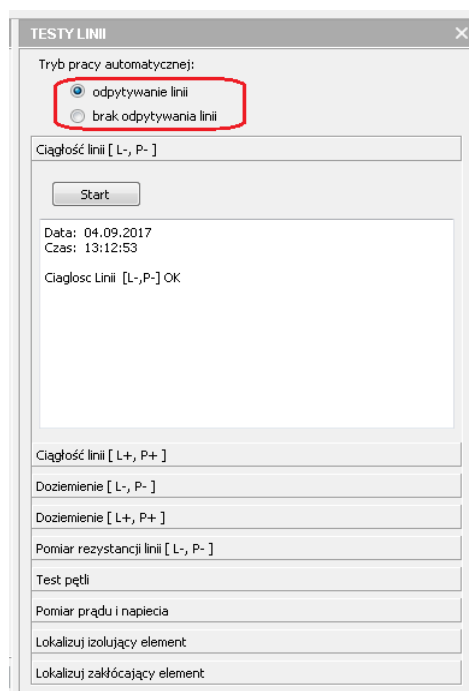 TESTY LINII
Tryb pracy automatycznej:
odpytywanie linii
brak odpytywania linii
Ciągłość linii [ L-, P- ]
Start
Data: 04.09.2017
Czas: 13:12:53
Ciaglosc Linii [L-,P-] OK
Ciągłość linii [ L+, P+ ]
Doziemienie [ L-, P- ]
Doziemienie [ L+, P+ ]
Pomiar rezystancji linii [ L-, P- ]
Test pętli
Pomiar prądu i napiecia
Lokalizuj izolujący element
Lokalizuj zakłócający element